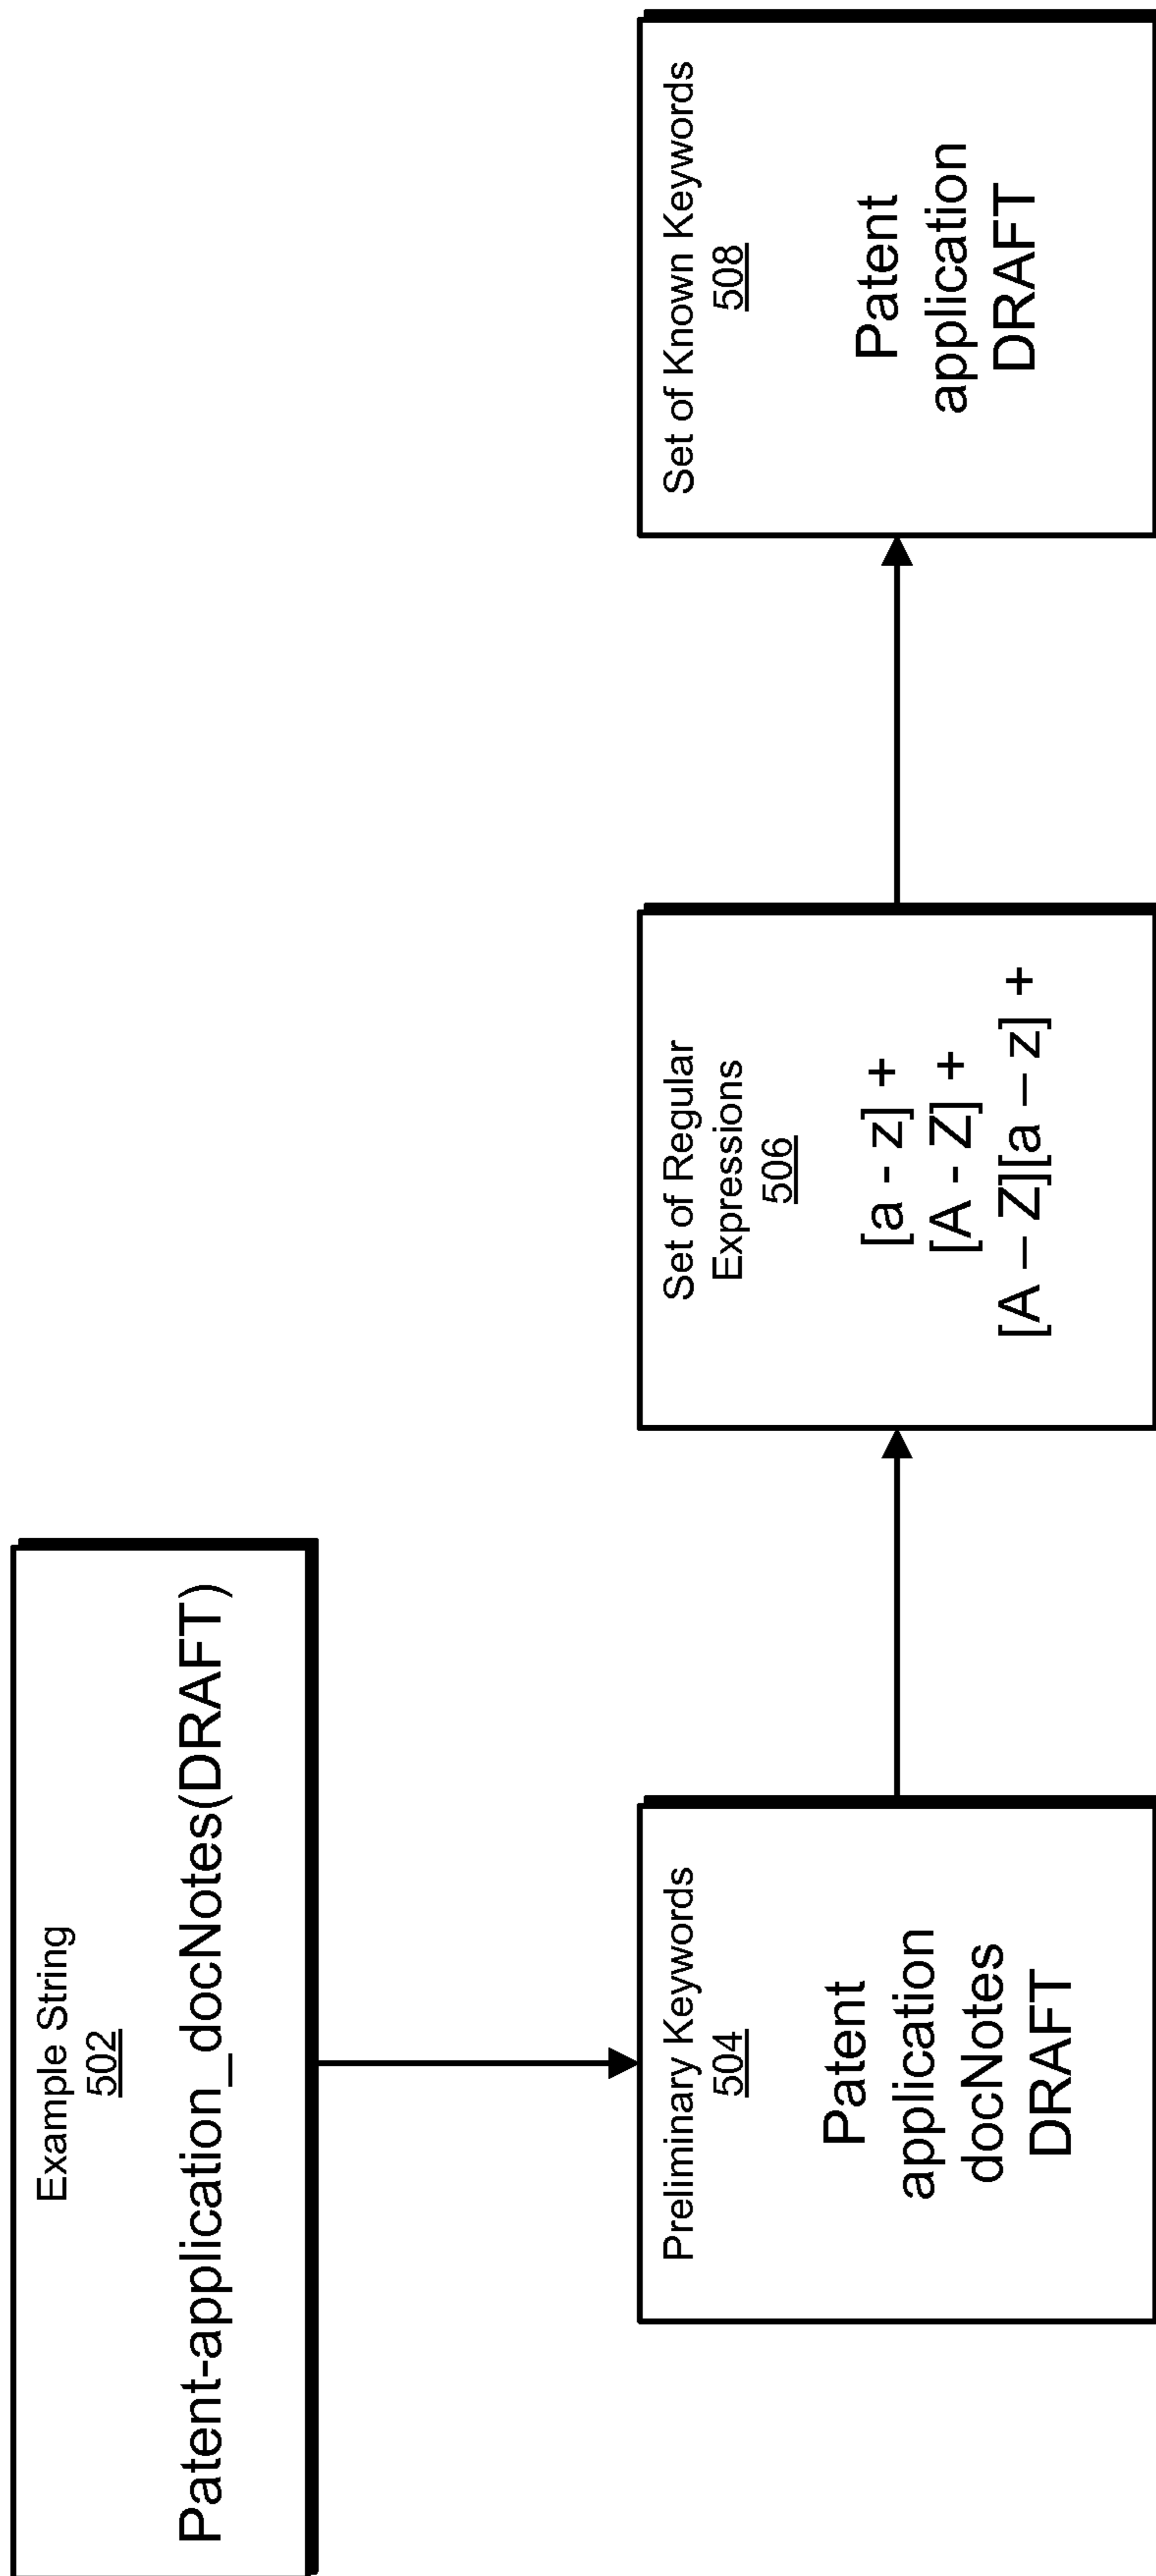 Example String
502
Patent-application_docNotes(DRAFT)
Preliminary Keywords
504
Patent
application
docNotes
DRAFT
Set of Regular
Expressions
506
[a - z] +
[A - Z] +
[A – Z][a – z] +
Set of Known Keywords
508
Patent
application
DRAFT